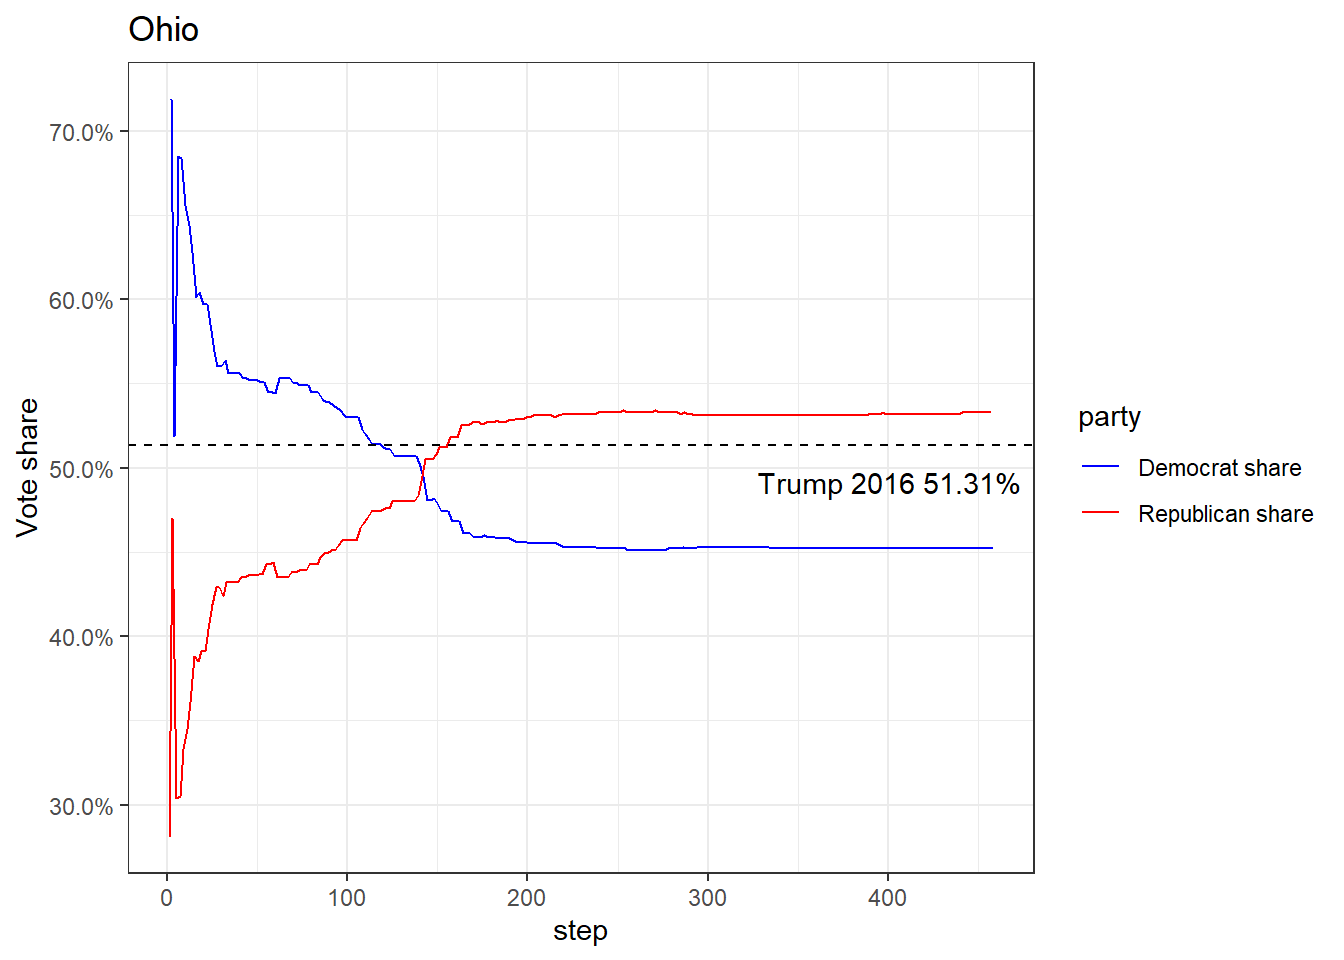 Ohio
Vote share
70.0%
60.0%
50.0%
40.0%
30.0%
Trump 2016 51.31%
0
100
200
300
400
step
party
Democrat share
Republican share